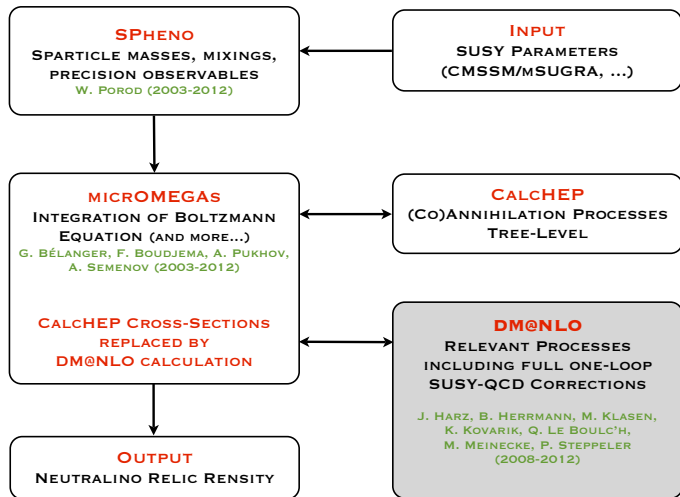 SPheno
Sparticle masses, mixings,
precision observables
W. Porod (2003-2012)
Input
SUSY Parameters
(CMSSM/mSUGRA, ...)
micrOMEGAs
Integration of Boltzmann
Equation (and more...)
G. Bélanger, F. Boudjema, A. Pukhov,
A. Semenov (2003-2012)
CalcHEP Cross-Sections
replaced by
DM@NLO calculation
CalcHEP
(Co)Annihilation Processes
Tree-Level
DM@NLO
Relevant Processes
including full one-loop
SUSY-QCD Corrections
J. Harz, B. Herrmann, M. Klasen,
K. Kovarik, Q. Le Boulc'h,
M. Meinecke, P. Steppeler
(2008-2012)
Output
Neutralino Relic Rensity